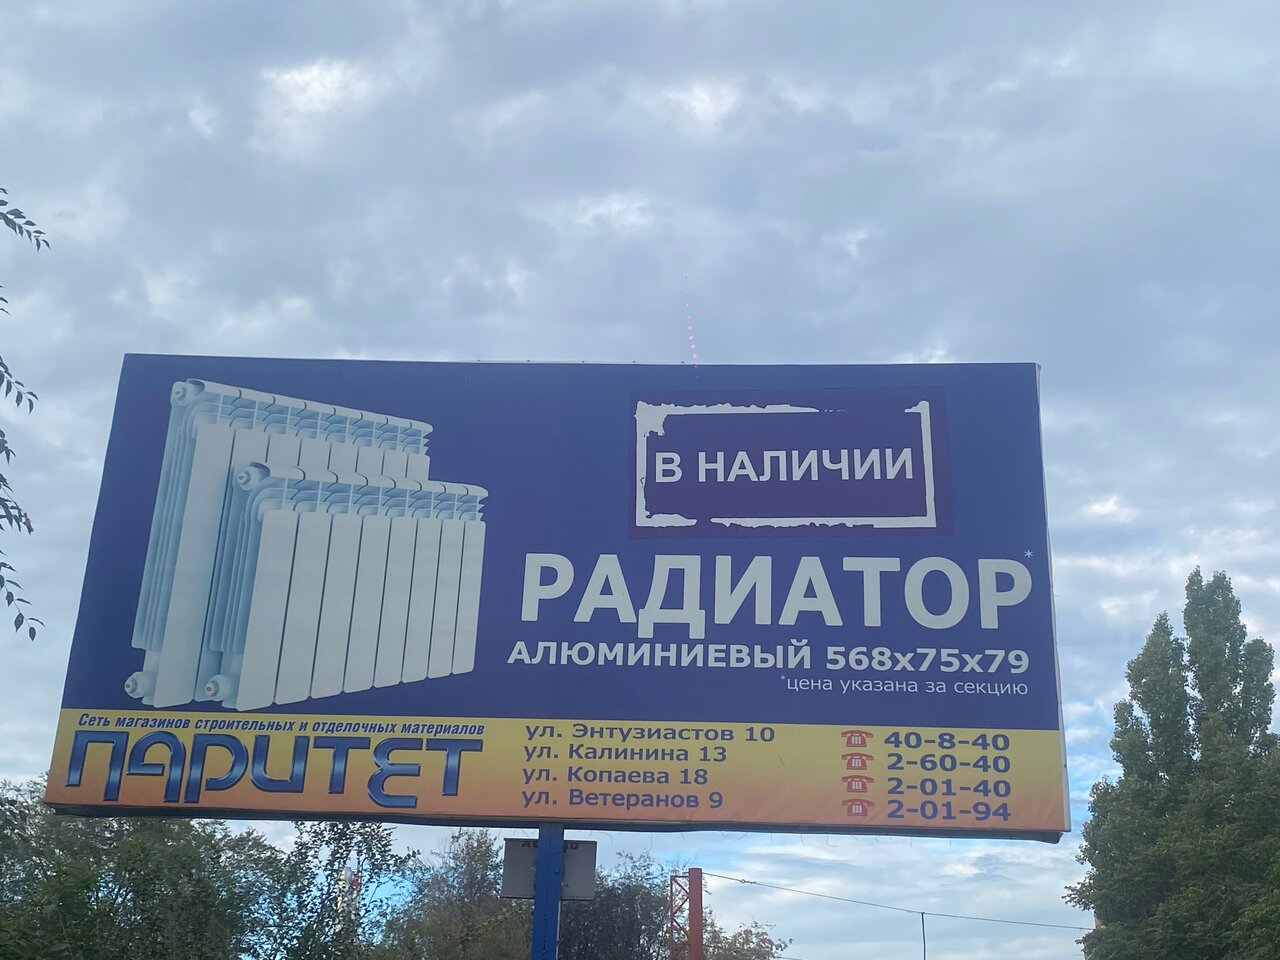 В НАЛИЧИИ
РАДИАТОР*
АЛЮМИНИЕВЫЙ 568x75x79
*цена указана за секцию
Сеть магазинов строительных и отделочных материалов
ПАРИТЕТ
ул. Энтузиастов 10 40-8-40
ул. Калинина 13 2-60-40
ул. Копаева 18 2-01-40
ул. Ветеранов 9 2-01-94